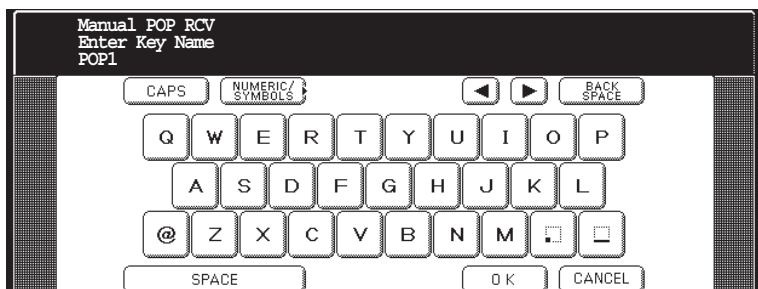 Manual POP RCV
Enter Key Name
POP1
CAPS NUMERIC/ SYMBOLS ◀ ▶ BACK SPACE
Q W E R T Y U I O P
A S D F G H J K L
@ Z X C V B N M . _
SPACE OK CANCEL